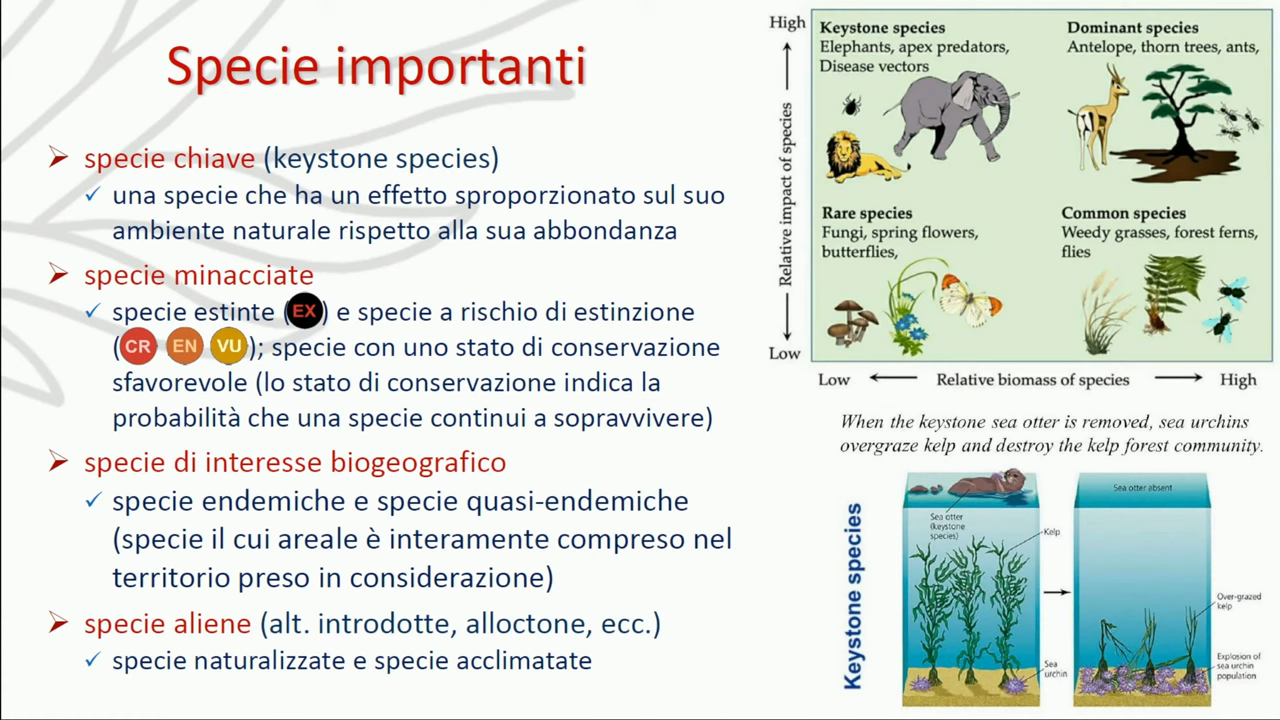 Specie importanti
➢ specie chiave (keystone species)
✓ una specie che ha un effetto sproporzionato sul suo
ambiente naturale rispetto alla sua abbondanza
➢ specie minacciate
✓ specie estinte (EX) e specie a rischio di estinzione
(CR EN VU); specie con uno stato di conservazione
sfavorevole (lo stato di conservazione indica la
probabilità che una specie continui a sopravvivere)
➢ specie di interesse biogeografico
✓ specie endemiche e specie quasi-endemiche
(specie il cui areale è interamente compreso nel
territorio preso in considerazione)
➢ specie aliene (alt. introdotte, alloctone, ecc.)
✓ specie naturalizzate e specie acclimatate
High
Relative impact of species
Low
Keystone species
Elephants, apex predators,
Disease vectors
Dominant species
Antelope, thorn trees, ants,
Rare species
Fungi, spring flowers,
butterflies,
Common species
Weedy grasses, forest ferns,
flies
Low
Relative biomass of species
High
When the keystone sea otter is removed, sea urchins
overgraze kelp and destroy the kelp forest community.
Keystone species
Sea otter
(keystone
species)
Kelp
Sea
urchin
Sea otter absent
Over-grazed
kelp
Explosion of
sea urchin
population